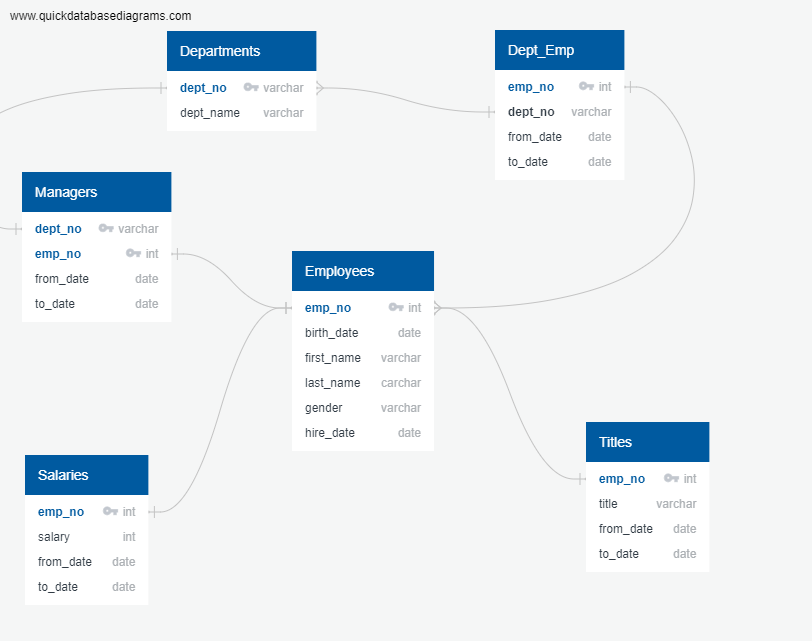 www.quickdatabasediagrams.com
Departments
dept_no varchar
dept_name varchar
Dept_Emp
emp_no int
dept_no varchar
from_date date
to_date date
Managers
dept_no varchar
emp_no int
from_date date
to_date date
Employees
emp_no int
birth_date date
first_name varchar
last_name carchar
gender varchar
hire_date date
Salaries
emp_no int
salary int
from_date date
to_date date
Titles
emp_no int
title varchar
from_date date
to_date date